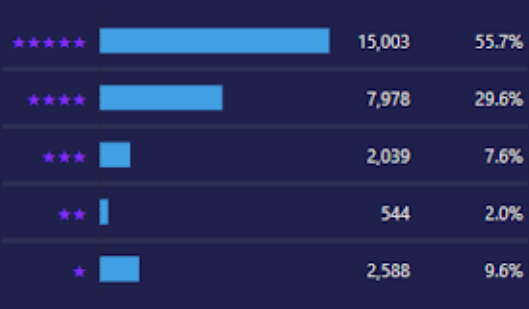 ★★★★★ 15,003 55.7%
★★★★ 7,978 29.6%
★★★ 2,039 7.6%
★★ 544 2.0%
★ 2,588 9.6%